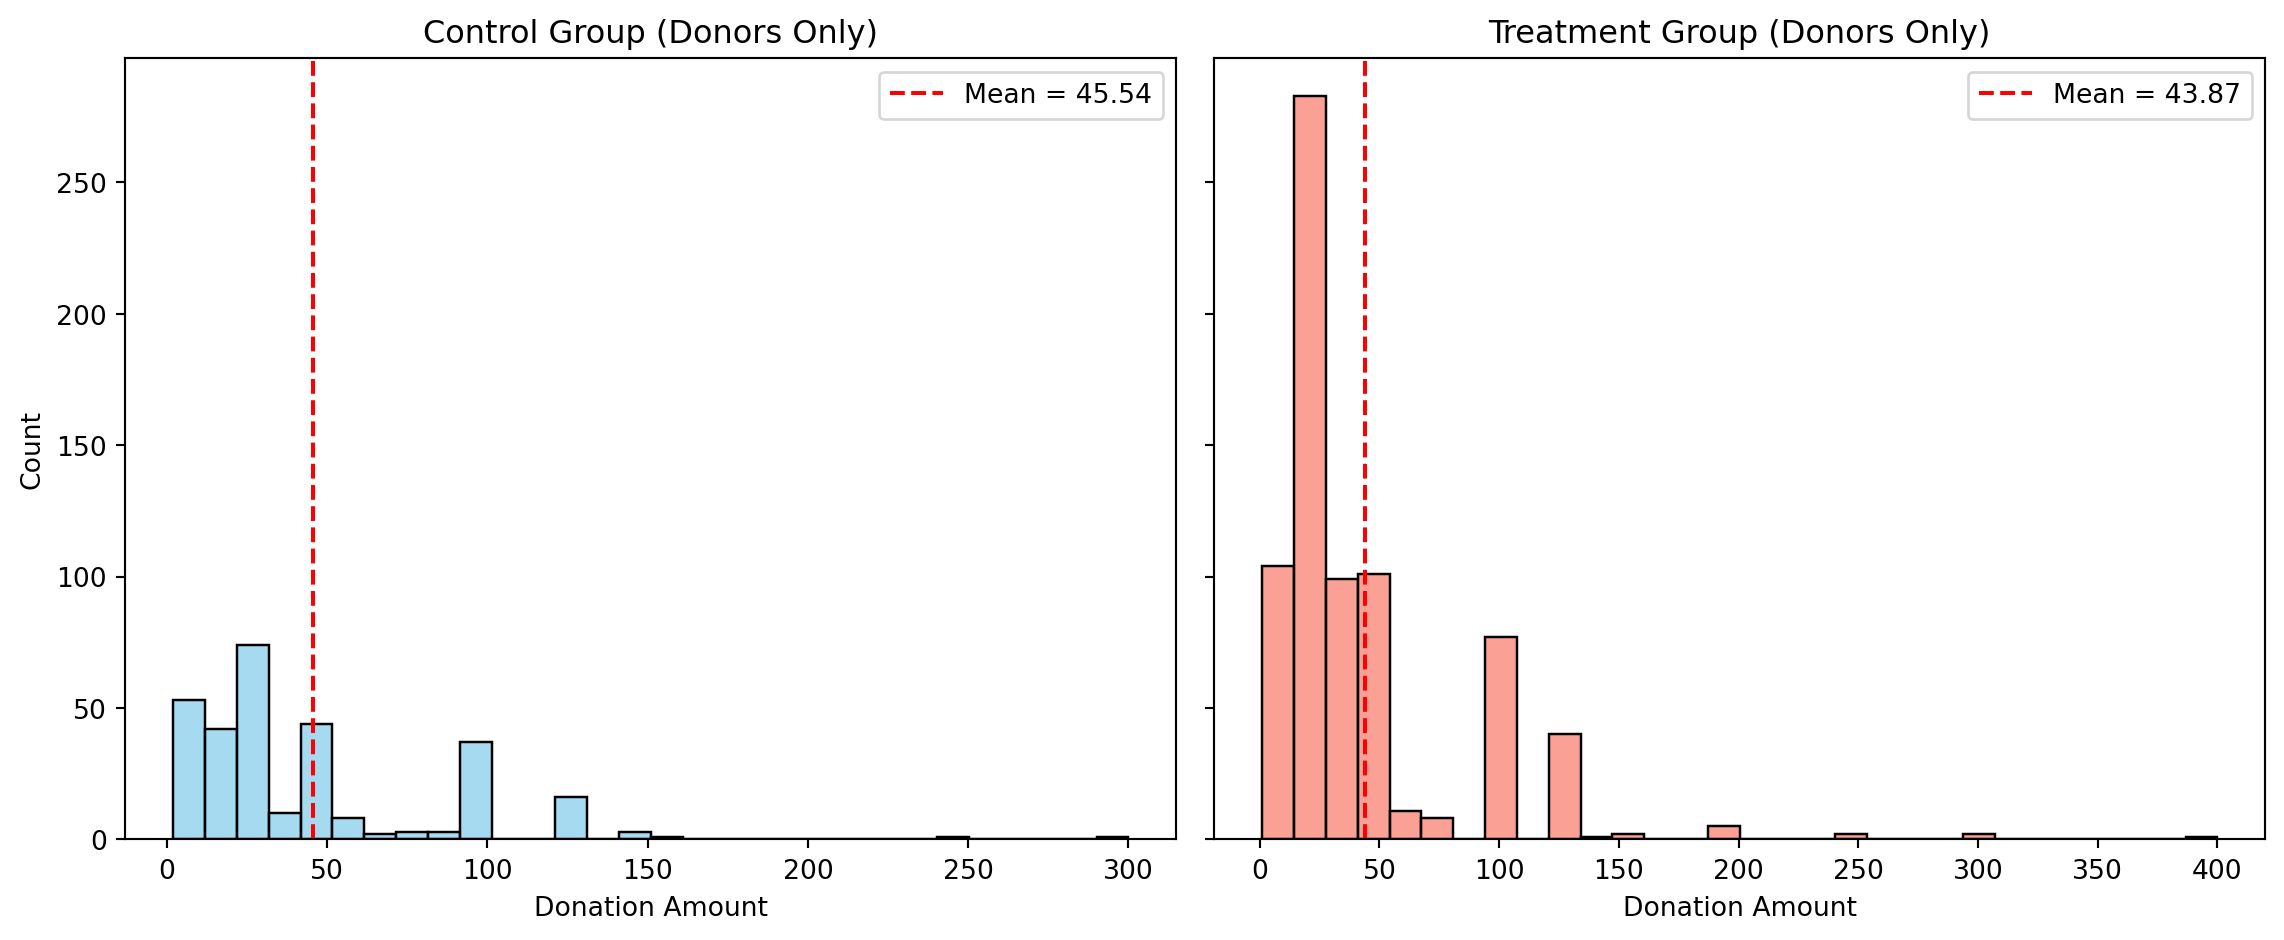 Control Group (Donors Only)
Mean = 45.54
Count
250
200
150
100
50
0
0 50 100 150 200 250 300
Donation Amount
Treatment Group (Donors Only)
Mean = 43.87
0 50 100 150 200 250 300 350 400
Donation Amount